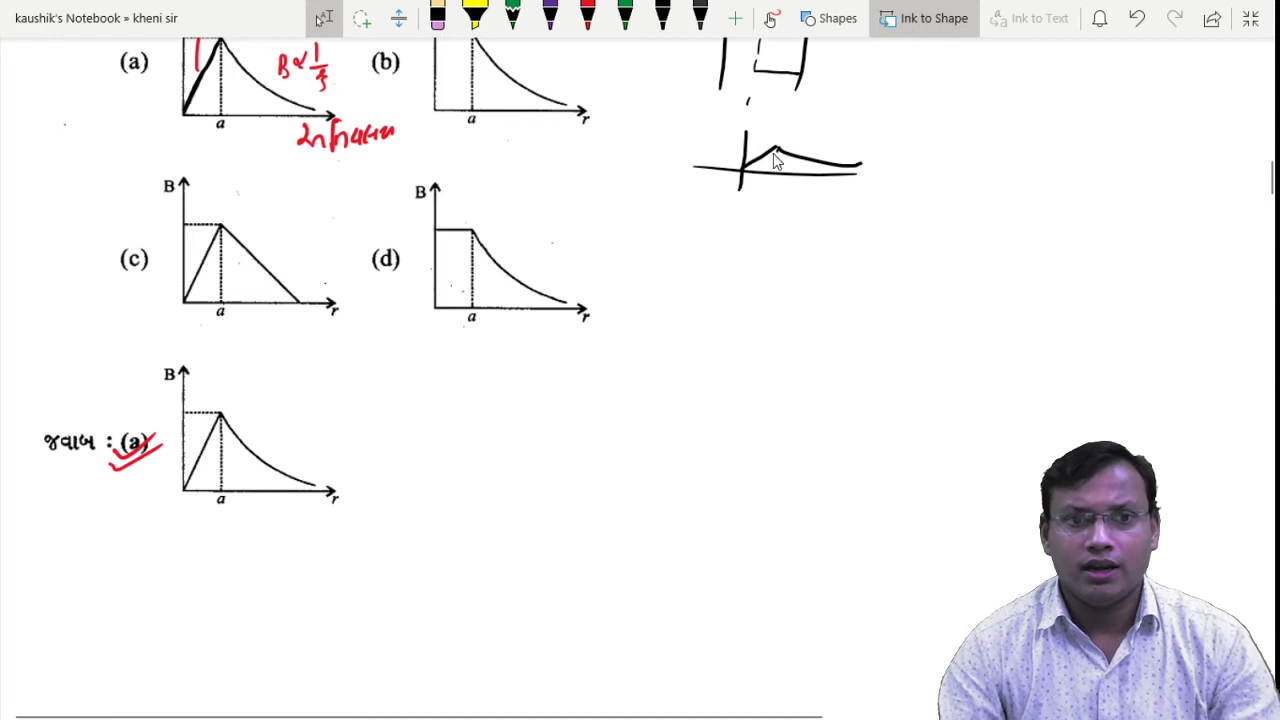 kaushik's Notebook » kheni sir
Shapes Ink to Shape Ink to Text
(a) B ∝ 1/r (b)
a a r
B B
(c) (d)
a r a r
B
જવાબ : (a)
a r